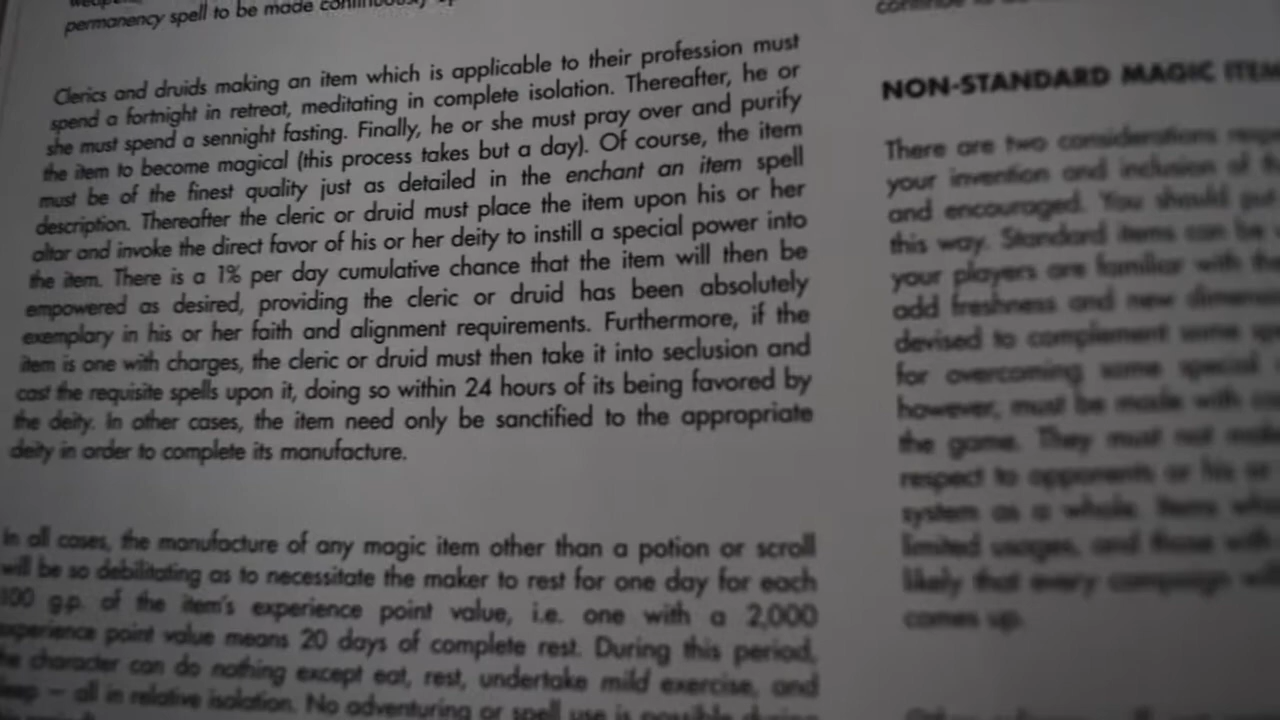 permanency spell to be made continuously
Clerics and druids making an item which is applicable to their profession must
spend a fortnight in retreat, meditating in complete isolation. Thereafter, he or
she must spend a sennight fasting. Finally, he or she must pray over and purify
the item to become magical (this process takes but a day). Of course, the item
must be of the finest quality just as detailed in the enchant an item spell
description. Thereafter the cleric or druid must place the item upon his or her
altar and invoke the direct favor of his or her deity to instill a special power into
the item. There is a 1% per day cumulative chance that the item will then be
empowered as desired, providing the cleric or druid has been absolutely
exemplary in his or her faith and alignment requirements. Furthermore, if the
item is one with charges, the cleric or druid must then take it into seclusion and
cast the requisite spells upon it, doing so within 24 hours of its being favored by
the deity. In other cases, the item need only be sanctified to the appropriate
deity in order to complete its manufacture.
In all cases, the manufacture of any magic item other than a potion or scroll
will be so debilitating as to necessitate the maker to rest for one day for each
100 g.p. of the item's experience point value, i.e. one with a 2,000
experience point value means 20 days of complete rest. During this period,
the character can do nothing except eat, rest, undertake mild exercise, and
sleep — all in relative isolation. No adventuring or spell use is possible during
NON-STANDARD MAGIC ITEM
There are two considerations
your invention and inclusion of
and encouraged. You should
this way. Standard items can be
your players are familiar with the
add freshness and new
devised to complement some
for overcoming some special
however, must be made with
the game. They must not
respect to opponents or his or
system as a whole. Items
limited usages, and those with
likely that every campaign
comes up.